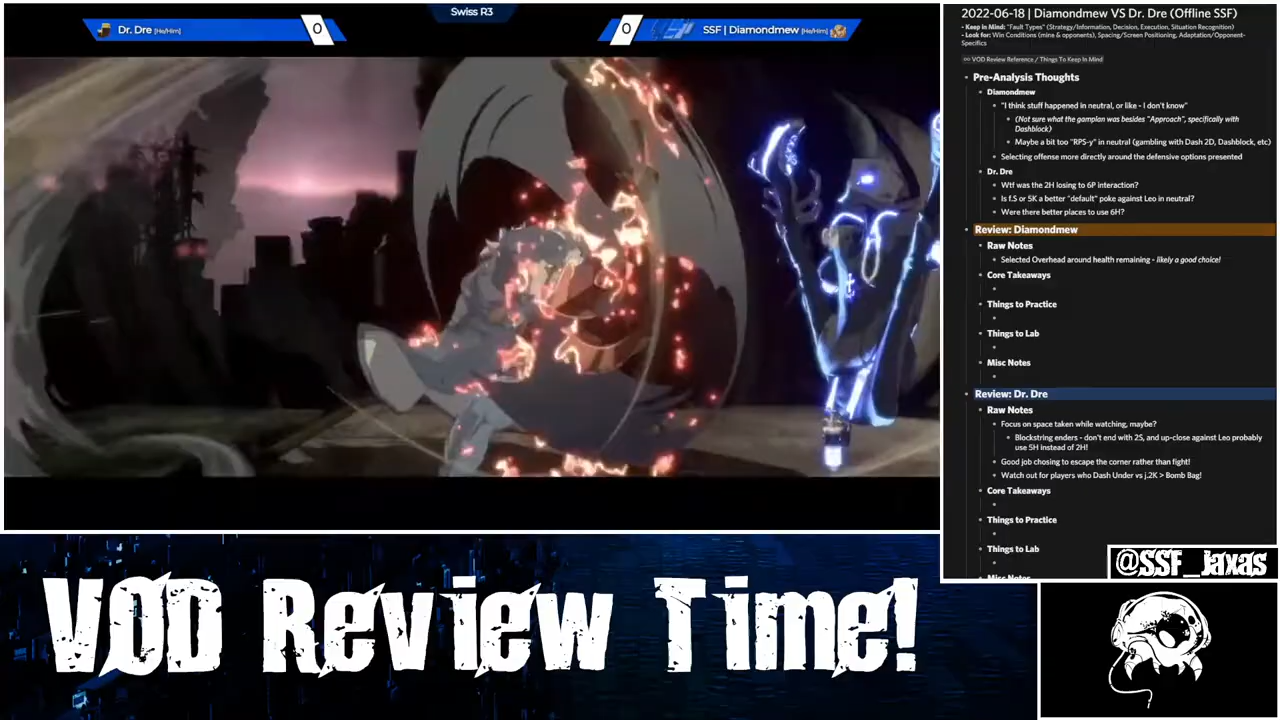 Swiss R3
Dr. Dre [He/Him]
0
0
SSF | Diamondmew [He/Him]
2022-06-18 | Diamondmew VS Dr. Dre (Offline SSF)
- Keep in Mind: "Fault Types" (Strategy/Information, Decision, Execution, Situation Recognition)
- Look for: Win Conditions (mine & opponents), Spacing/Screen Positioning, Adaptation/Opponent-
Specifics
VOD Review Reference / Things To Keep In Mind
Pre-Analysis Thoughts
Diamondmew
"I think stuff happened in neutral, or like - I don't know"
(Not sure what the gamplan was besides "Approach", specifically with
Dashblock)
Maybe a bit too "RPS-y" in neutral (gambling with Dash 2D, Dashblock, etc)
Selecting offense more directly around the defensive options presented
Dr. Dre
Wtf was the 2H losing to 6P interaction?
Is f.S or 5K a better "default" poke against Leo in neutral?
Were there better places to use 6H?
Review: Diamondmew
Raw Notes
Selected Overhead around health remaining - likely a good choice!
Core Takeaways
Things to Practice
Things to Lab
Misc Notes
Review: Dr. Dre
Raw Notes
Focus on space taken while watching, maybe?
Blockstring enders - don't end with 2S, and up-close against Leo probably
use 5H instead of 2H!
Good job chosing to escape the corner rather than fight!
Watch out for players who Dash Under vs j.2K > Bomb Bag!
Core Takeaways
Things to Practice
Things to Lab
Misc Notes
@SSF_Jaxas
VOD Review Time!